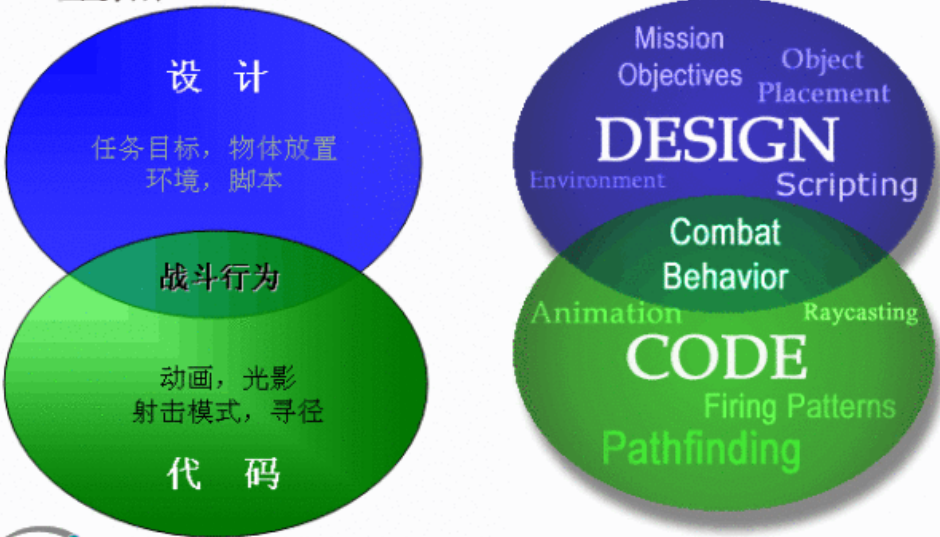 设 计
任务目标，物体放置
环境，脚本
战斗行为
动画，光影
射击模式，寻径
代 码
Mission
Objectives
Object
Placement
DESIGN
Environment
Scripting
Combat
Behavior
Animation
Raycasting
CODE
Firing Patterns
Pathfinding